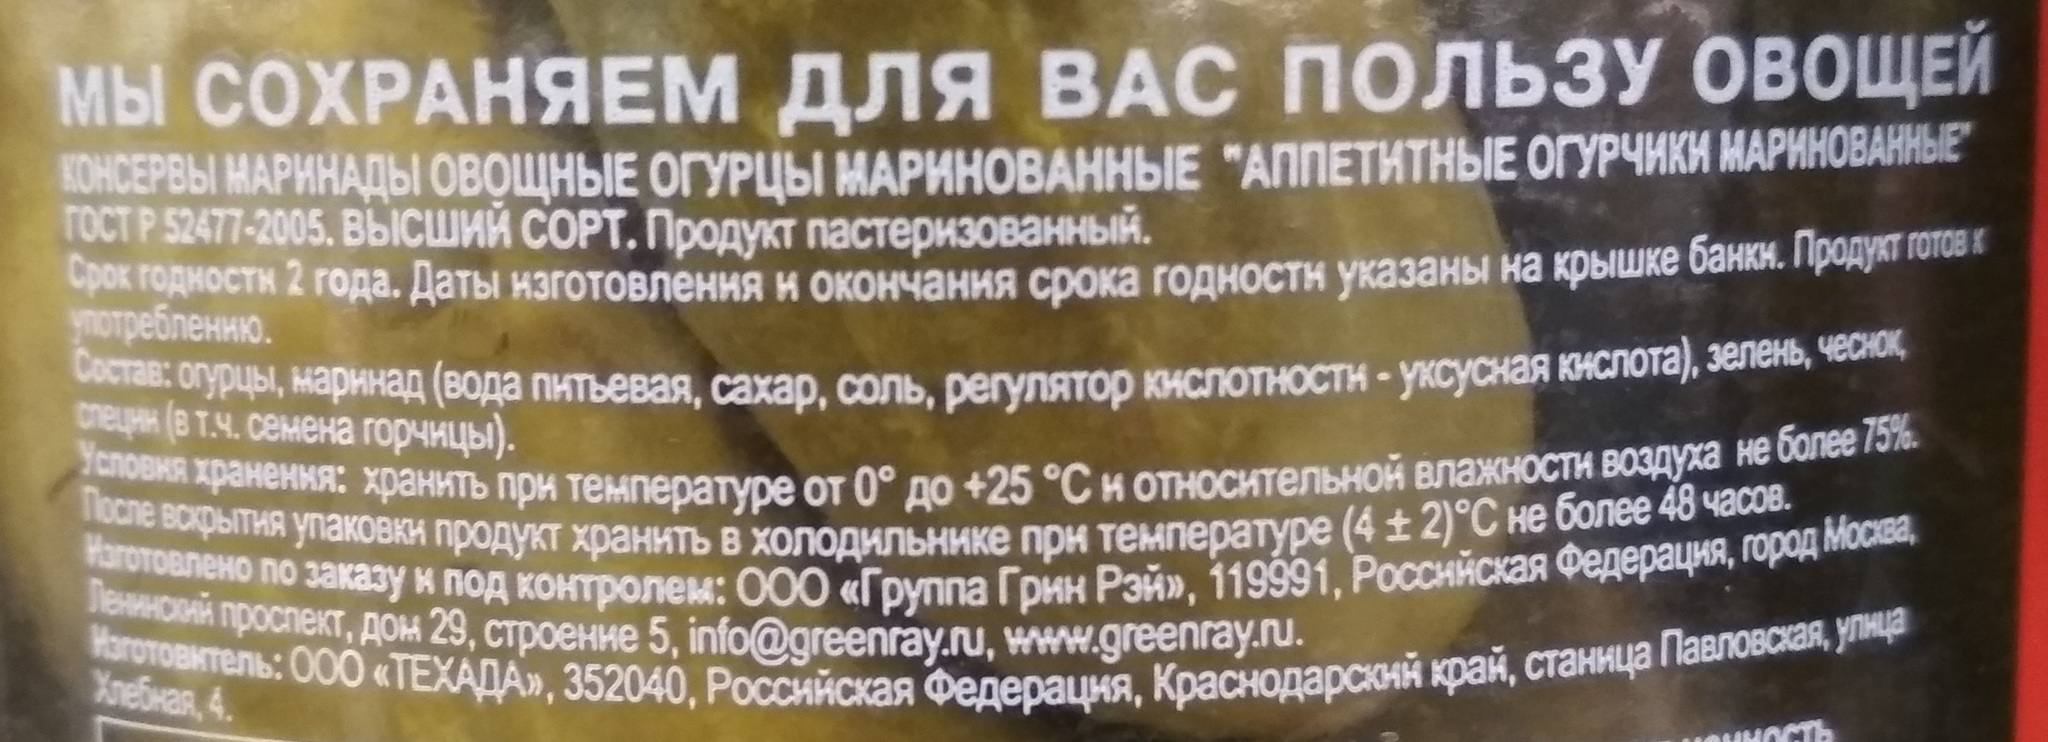 МЫ СОХРАНЯЕМ ДЛЯ ВАС ПОЛЬЗУ ОВОЩЕЙ
КОНСЕРВЫ МАРИНАДЫ ОВОЩНЫЕ ОГУРЦЫ МАРИНОВАННЫЕ "АППЕТИТНЫЕ ОГУРЧИКИ МАРИНОВАННЫЕ"
ГОСТ Р 52477-2005. ВЫСШИЙ СОРТ. Продукт пастеризованный.
Срок годности 2 года. Даты изготовления и окончания срока годности указаны на крышке банки. Продукт готов к
употреблению.
Состав: огурцы, маринад (вода питьевая, сахар, соль, регулятор кислотности - уксусная кислота), зелень, чеснок,
специи (в т.ч. семена горчицы).
Условия хранения: хранить при температуре от 0° до +25 °С и относительной влажности воздуха не более 75%.
После вскрытия упаковки продукт хранить в холодильнике при температуре (4 ± 2)°С не более 48 часов.
Изготовлено по заказу и под контролем: ООО «Группа Грин Рэй», 119991, Российская Федерация, город Москва,
Ленинский проспект, дом 29, строение 5, info@greenray.ru, www.greenray.ru.
Изготовитель: ООО «ТЕХАДА», 352040, Российская Федерация, Краснодарский край, станица Павловская, улица
Хлебная, 4.